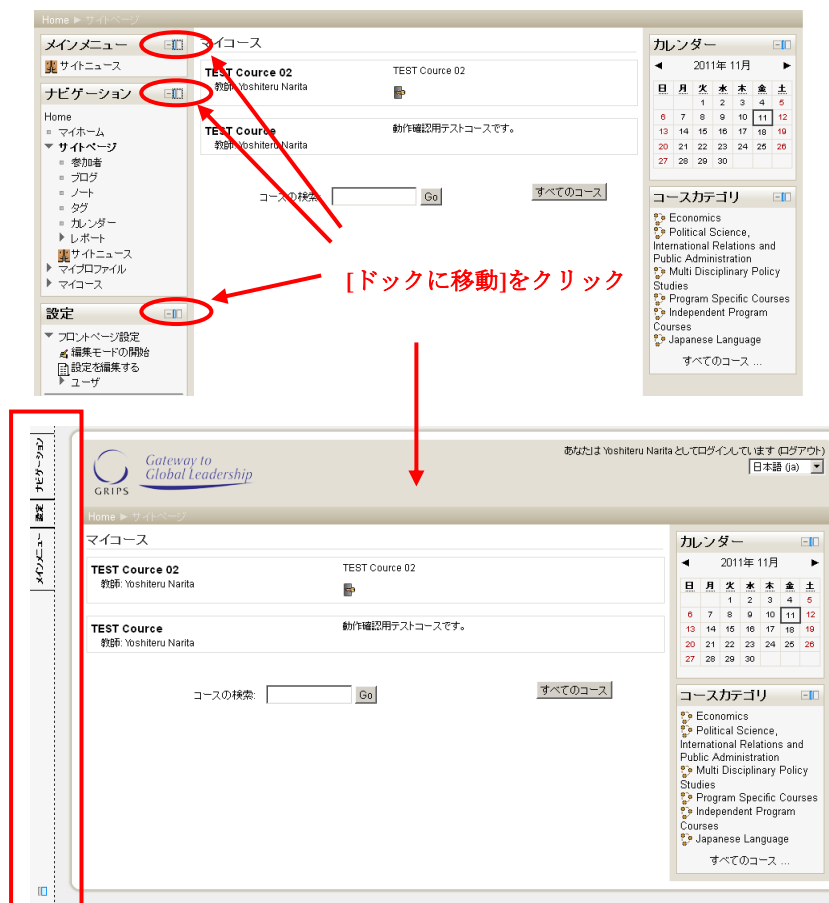 Home ► サイトページ
メインメニュー
サイトニュース
ナビゲーション
Home
マイホーム
サイトページ
参加者
ブログ
ノート
タグ
カレンダー
レポート
サイトニュース
マイプロファイル
マイコース
設定
フロントページ設定
編集モードの開始
設定を編集する
ユーザ
マイコース
TEST Cource 02
教師: Yoshiteru Narita
TEST Cource 02
TEST Cource
教師: Yoshiteru Narita
動作確認用テストコースです。
コースの検索:
Go
すべてのコース
[ドックに移動]をクリック
カレンダー
◄ 2011年 11月 ►
日 月 火 水 木 金 土
1 2 3 4 5
6 7 8 9 10 11 12
13 14 15 16 17 18 19
20 21 22 23 24 25 26
27 28 29 30
コースカテゴリ
Economics
Political Science,
International Relations and
Public Administration
Multi Disciplinary Policy
Studies
Program Specific Courses
Independent Program
Courses
Japanese Language
すべてのコース ...
ナビゲーション
設定
メインメニュー
GRIPS
Gateway to
Global Leadership
あなたは Yoshiteru Narita としてログインしています (ログアウト)
日本語 (ja)
Home ► サイトページ
マイコース
TEST Cource 02
教師: Yoshiteru Narita
TEST Cource 02
TEST Cource
教師: Yoshiteru Narita
動作確認用テストコースです。
コースの検索:
Go
すべてのコース
カレンダー
◄ 2011年 11月 ►
日 月 火 水 木 金 土
1 2 3 4 5
6 7 8 9 10 11 12
13 14 15 16 17 18 19
20 21 22 23 24 25 26
27 28 29 30
コースカテゴリ
Economics
Political Science,
International Relations and
Public Administration
Multi Disciplinary Policy
Studies
Program Specific Courses
Independent Program
Courses
Japanese Language
すべてのコース ...